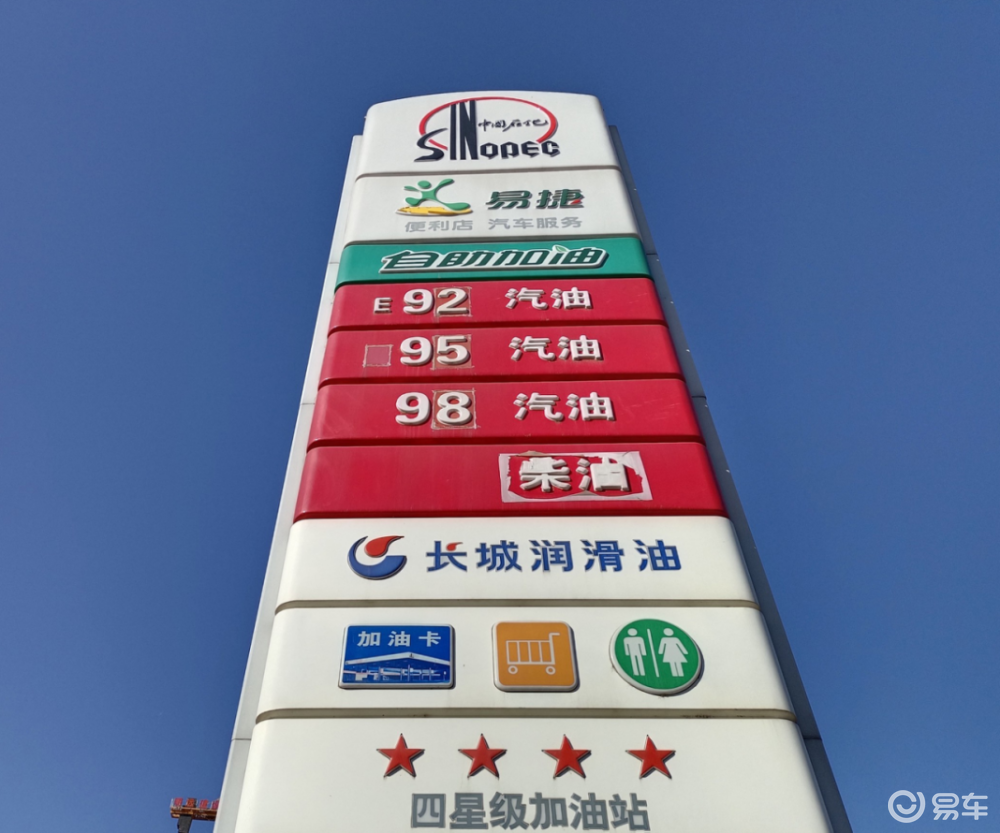 中国石化
SINOPEC
易捷
便利店 汽车服务
自助加油
E 92 汽油
95 汽油
98 汽油
柴油
长城润滑油
加油卡
四星级加油站
易车